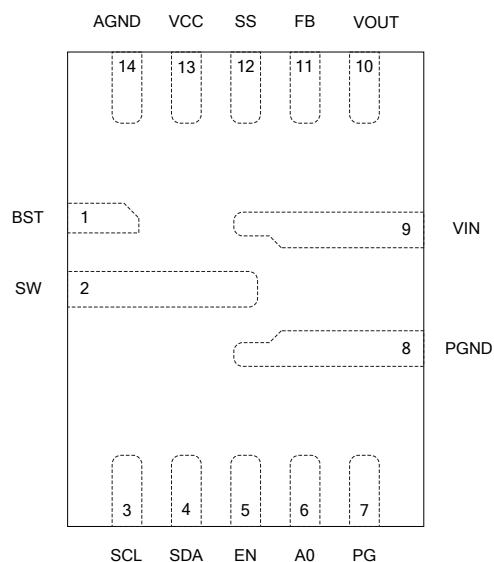 AGND VCC SS FB VOUT
14 13 12 11 10
BST 1 9 VIN
SW 2
8 PGND
3 4 5 6 7
SCL SDA EN A0 PG